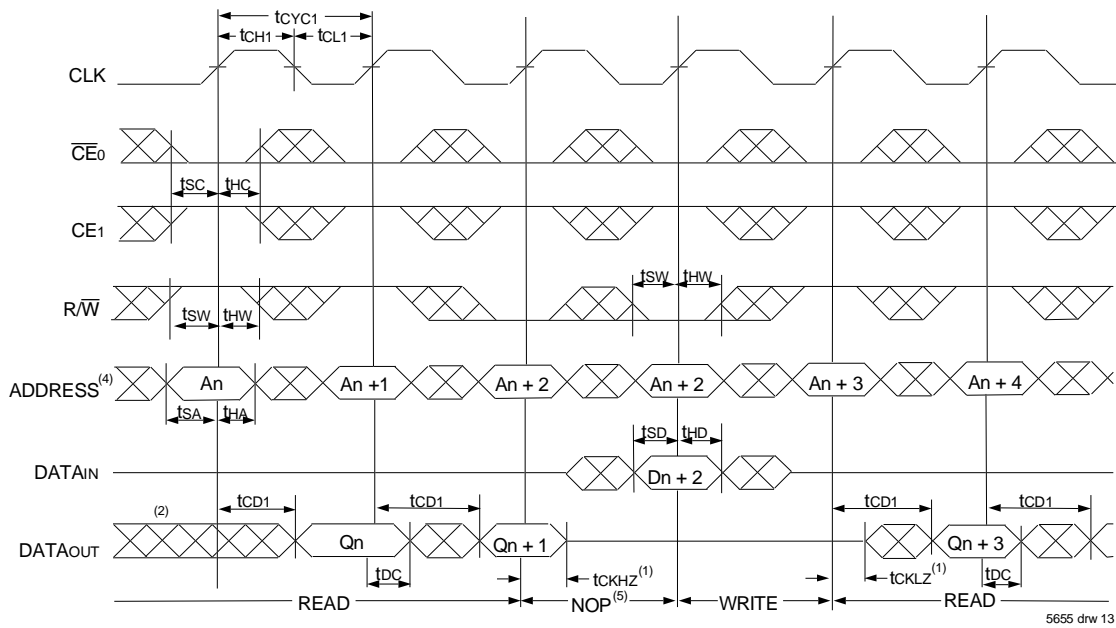 tCYC1
tCH1 tCL1
CLK
CE0
tSC tHC
CE1
tSW tHW
R/W
tSW tHW
ADDRESS(4) An An +1 An + 2 An + 2 An + 3 An + 4
tSA tHA
tSD tHD
DATAIN Dn + 2
tCD1 tCD1 tCD1 tCD1
(2)
DATAOUT Qn Qn + 1 Qn + 3
tDC tCKHZ(1) tCKLZ(1) tDC
READ NOP(5) WRITE READ
5655 drw 13